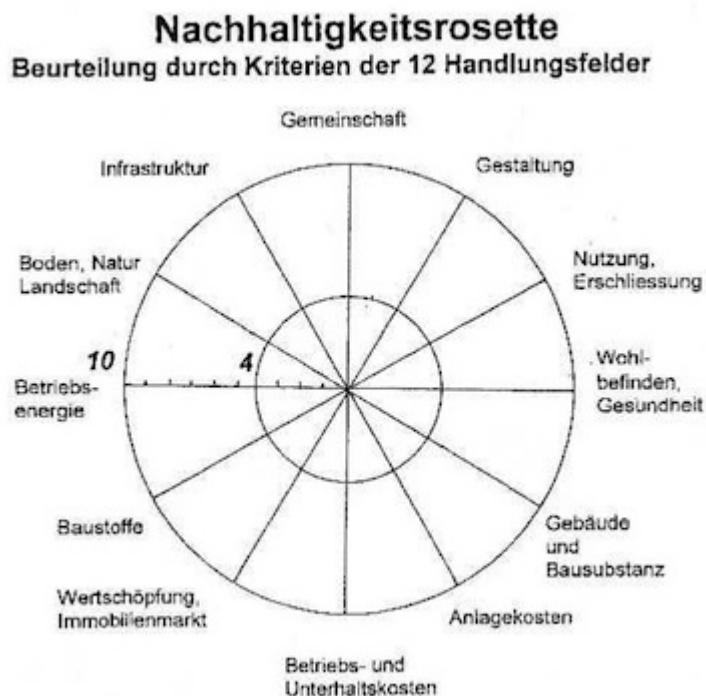 Nachhaltigkeitsrosette
Beurteilung durch Kriterien der 12 Handlungsfelder
Gemeinschaft
Infrastruktur
Gestaltung
Boden, Natur
Landschaft
Nutzung,
Erschliessung
10
4
Betriebs-
energie
Wohl-
befinden,
Gesundheit
Baustoffe
Gebäude
und
Bausubstanz
Wertschöpfung,
Immobilienmarkt
Anlagekosten
Betriebs- und
Unterhaltskosten